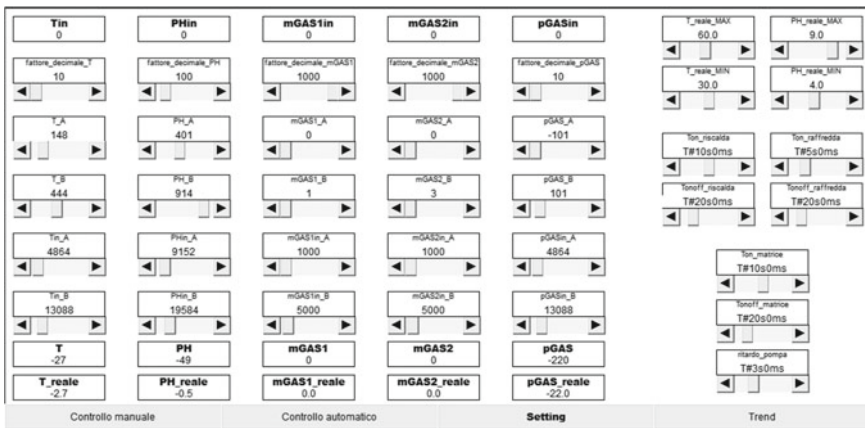 Tin PHin mGAS1in mGAS2in pGASin T_reale_MAX PH_reale_MAX
0 0 0 0 0 60.0 9.0
fattore_decimale_T fattore_decimale_PH fattore_decimale_mGAS1 fattore_decimale_mGAS2 fattore_decimale_pGAS T_reale_MIN PH_reale_MIN
10 100 1000 1000 10 30.0 4.0
T_A PH_A mGAS1_A mGAS2_A pGAS_A Ton_riscalda Ton_raffredda
148 401 0 0 -101 T#10s0ms T#5s0ms
T_B PH_B mGAS1_B mGAS2_B pGAS_B Tonoff_riscalda Tonoff_raffredda
444 914 1 3 101 T#20s0ms T#20s0ms
Tin_A PHin_A mGAS1in_A mGAS2in_A pGASin_A Ton_matrice
4864 9152 1000 1000 4864 T#10s0ms
Tin_B PHin_B mGAS1in_B mGAS2in_B pGASin_B Tonoff_matrice
13088 19584 5000 5000 13088 T#20s0ms
T PH mGAS1 mGAS2 pGAS ritardo_pompa
-27 -49 0 0 -220 T#3s0ms
T_reale PH_reale mGAS1_reale mGAS2_reale pGAS_reale
-2.7 -0.5 0.0 0.0 -22.0
Controllo manuale Controllo automatico Setting Trend